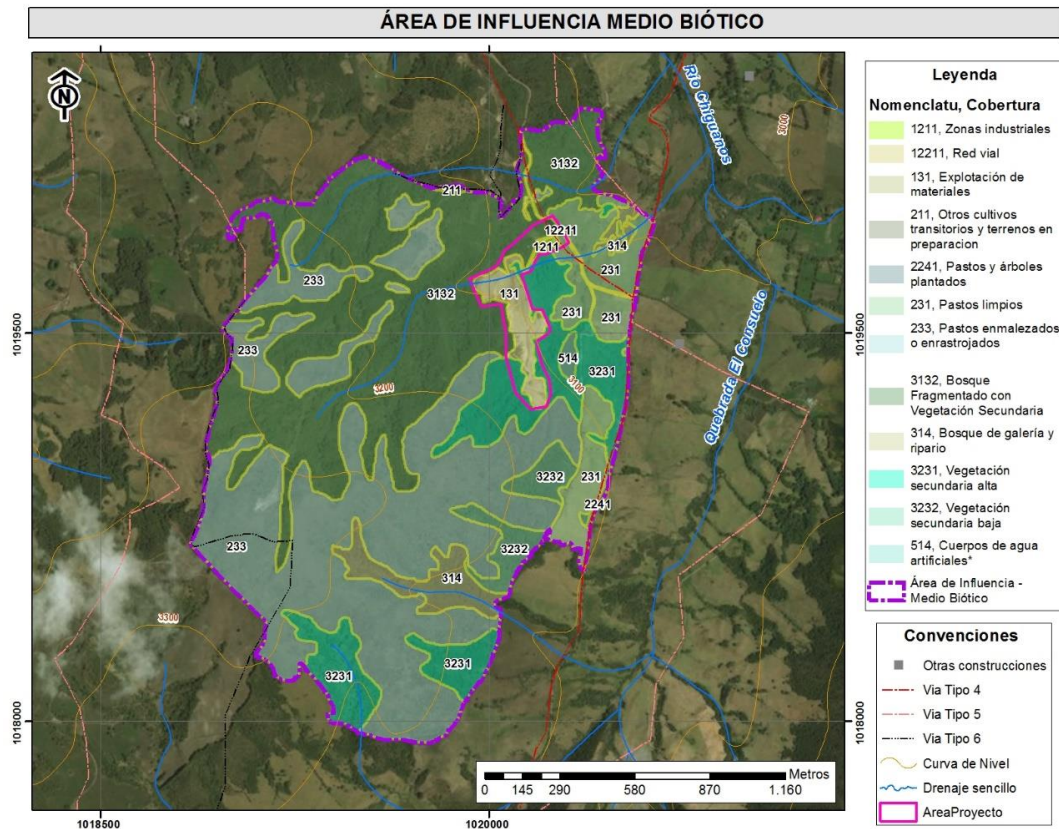 ÁREA DE INFLUENCIA MEDIO BIÓTICO
1018500
1020000
1019500
1018000
1019500
1018000
N
Río Chiguanos
Quebrada El Consuelo
3000
3100
3200
3300
3132
211
12211
1211
314
231
233
3132
131
231
231
233
514
3231
3232
231
2241
3232
233
314
3231
3231
Metros
0 145 290 580 870 1.160
Leyenda
Nomenclatu, Cobertura
1211, Zonas industriales
12211, Red vial
131, Explotación de
materiales
211, Otros cultivos
transitorios y terrenos en
preparacion
2241, Pastos y árboles
plantados
231, Pastos limpios
233, Pastos enmalezados
o enrastrojados
3132, Bosque
Fragmentado con
Vegetación Secundaria
314, Bosque de galería y
ripario
3231, Vegetación
secundaria alta
3232, Vegetación
secundaria baja
514, Cuerpos de agua
artificiales*
Área de Influencia -
Medio Biótico
Convenciones
Otras construcciones
Via Tipo 4
Via Tipo 5
Via Tipo 6
Curva de Nivel
Drenaje sencillo
AreaProyecto